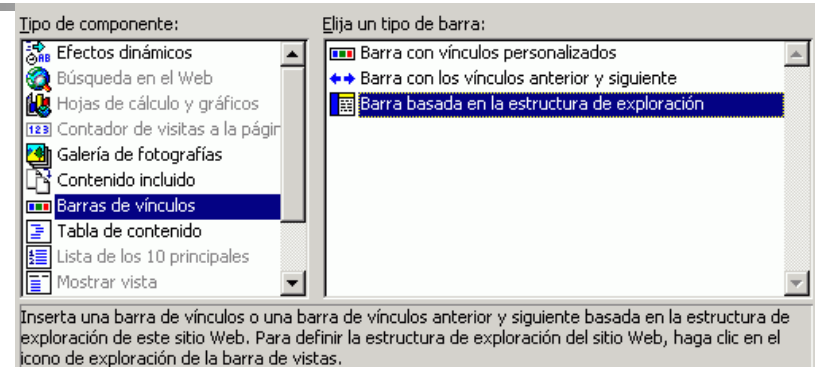 Tipo de componente:
Efectos dinámicos
Búsqueda en el Web
Hojas de cálculo y gráficos
Contador de visitas a la págir
Galería de fotografías
Contenido incluido
Barras de vínculos
Tabla de contenido
Lista de los 10 principales
Mostrar vista
Elija un tipo de barra:
Barra con vínculos personalizados
Barra con los vínculos anterior y siguiente
Barra basada en la estructura de exploración
Inserta una barra de vínculos o una barra de vínculos anterior y siguiente basada en la estructura de
exploración de este sitio Web. Para definir la estructura de exploración del sitio Web, haga clic en el
icono de exploración de la barra de vistas.